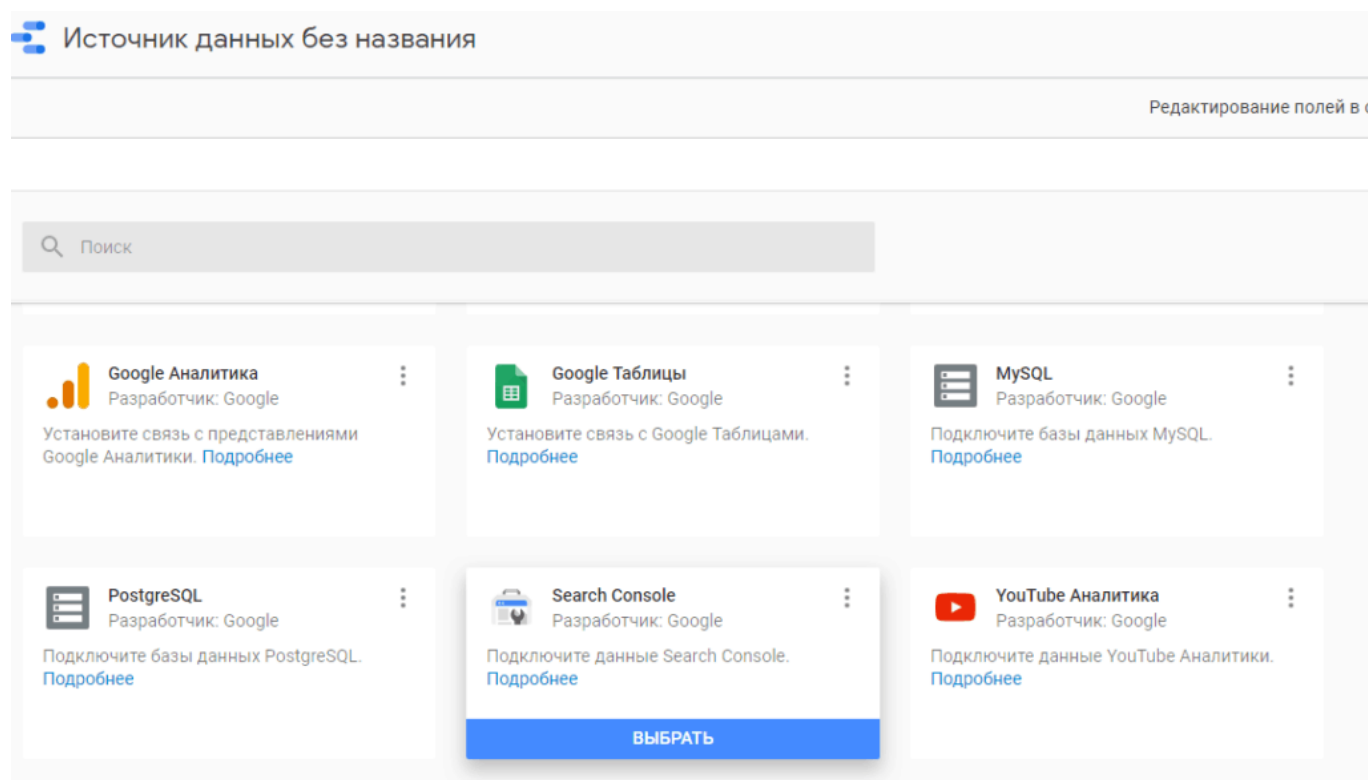 Источник данных без названия
Редактирование полей в
Поиск
Google Аналитика
Разработчик: Google
Установите связь с представлениями
Google Аналитики. Подробнее
Google Таблицы
Разработчик: Google
Установите связь с Google Таблицами.
Подробнее
MySQL
Разработчик: Google
Подключите базы данных MySQL.
Подробнее
PostgreSQL
Разработчик: Google
Подключите базы данных PostgreSQL.
Подробнее
Search Console
Разработчик: Google
Подключите данные Search Console.
Подробнее
ВЫБРАТЬ
YouTube Аналитика
Разработчик: Google
Подключите данные YouTube Аналитики.
Подробнее